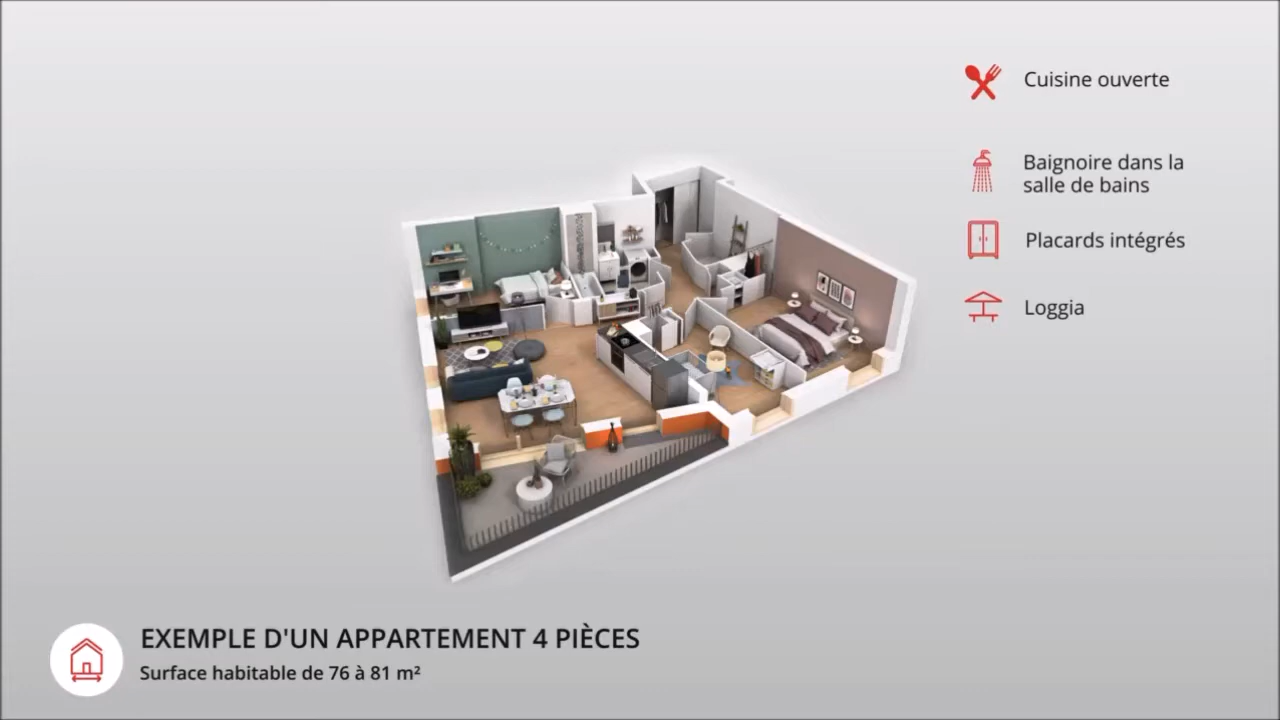 Cuisine ouverte
Baignoire dans la
salle de bains
Placards intégrés
Loggia
EXEMPLE D'UN APPARTEMENT 4 PIÈCES
Surface habitable de 76 à 81 m²